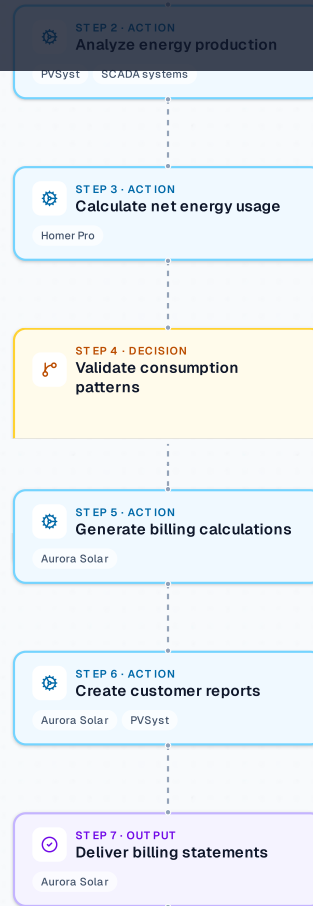 STEP 2 · ACTION
Analyze energy production
PVSyst SCADA systems
STEP 3 · ACTION
Calculate net energy usage
Homer Pro
STEP 4 · DECISION
Validate consumption
patterns
STEP 5 · ACTION
Generate billing calculations
Aurora Solar
STEP 6 · ACTION
Create customer reports
Aurora Solar PVSyst
STEP 7 · OUTPUT
Deliver billing statements
Aurora Solar